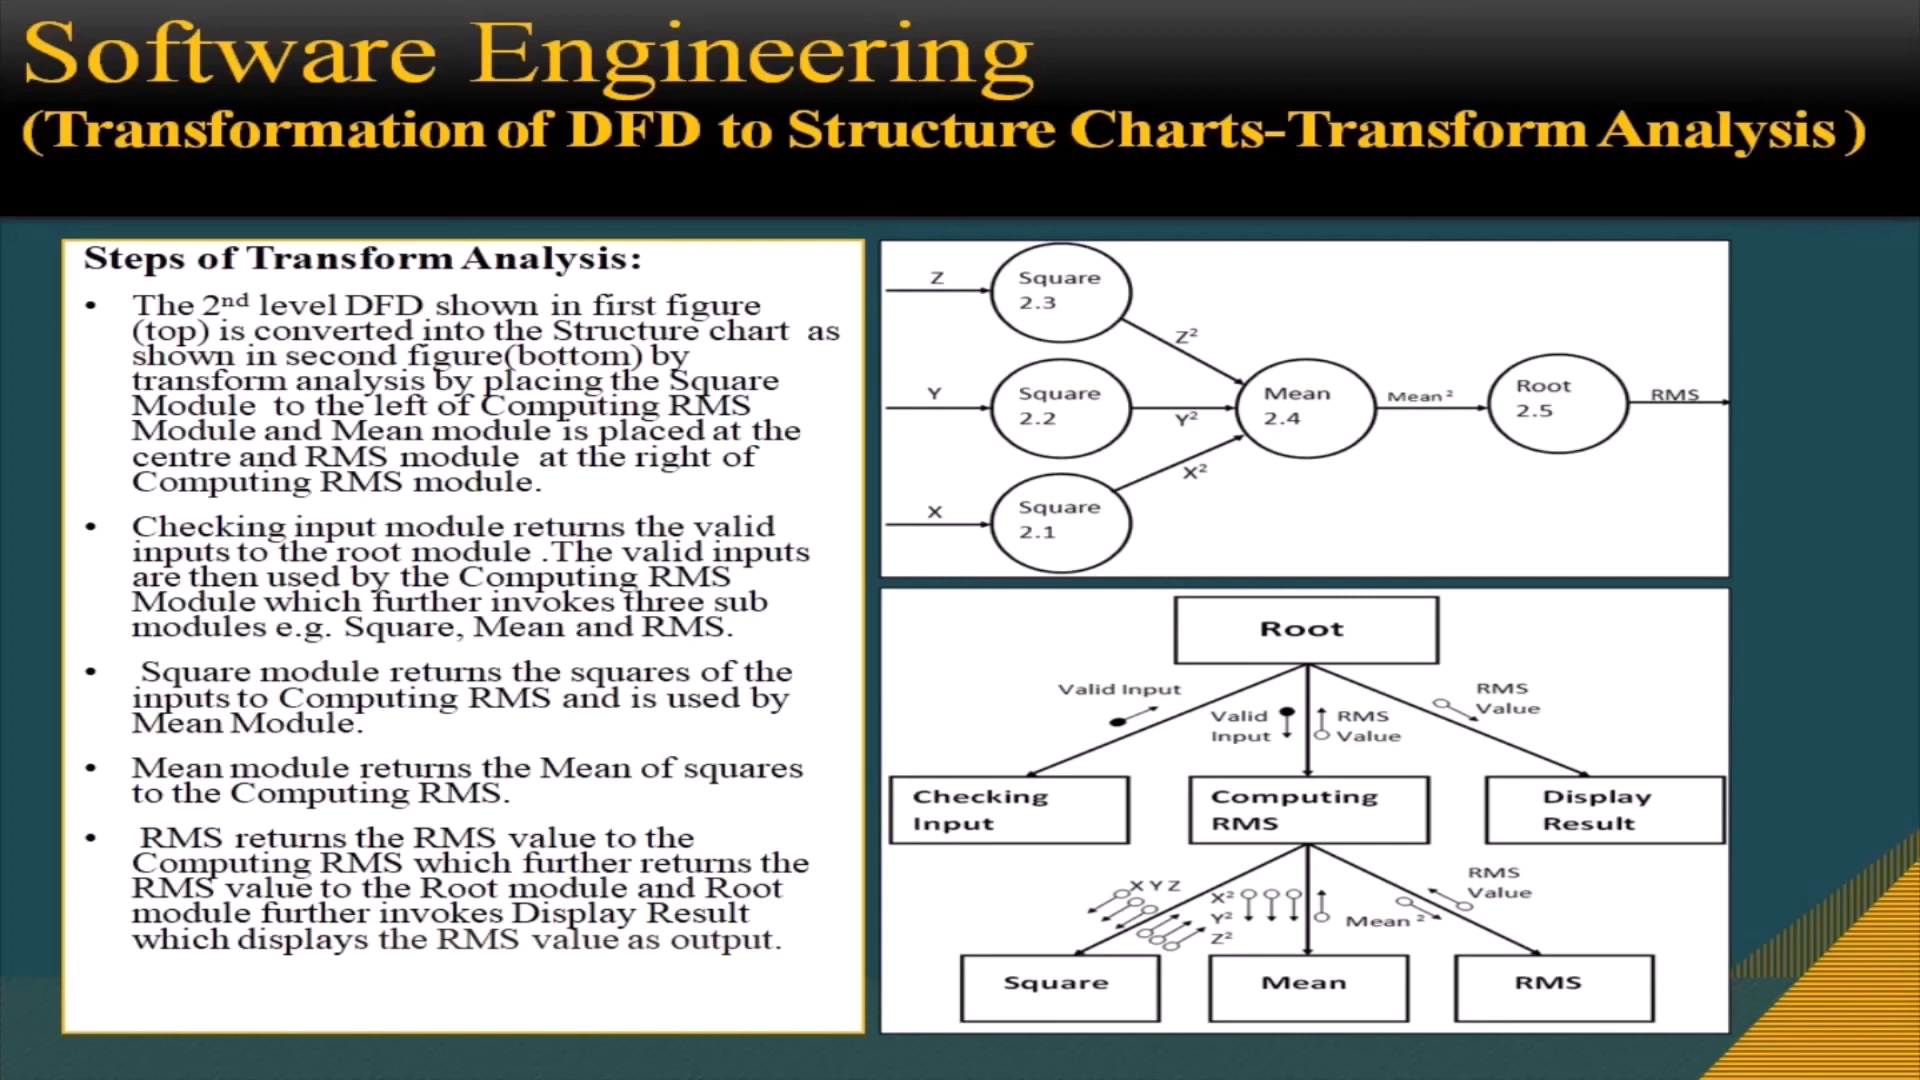 Software Engineering
(Transformation of DFD to Structure Charts-Transform Analysis)
Steps of Transform Analysis:
• The 2nd level DFD shown in first figure
(top) is converted into the Structure chart as
shown in second figure(bottom) by
transform analysis by placing the Square
Module to the left of Computing RMS
Module and Mean module is placed at the
centre and RMS module at the right of
Computing RMS module.
• Checking input module returns the valid
inputs to the root module .The valid inputs
are then used by the Computing RMS
Module which further invokes three sub
modules e.g. Square, Mean and RMS.
• Square module returns the squares of the
inputs to Computing RMS and is used by
Mean Module.
• Mean module returns the Mean of squares
to the Computing RMS.
• RMS returns the RMS value to the
Computing RMS which further returns the
RMS value to the Root module and Root
module further invokes Display Result
which displays the RMS value as output.
Z
Square
2.3
Z²
Y
Square
2.2
Y²
X
Square
2.1
X²
Mean
2.4
Mean ²
Root
2.5
RMS
Root
Valid Input
Valid
Input
RMS
Value
RMS
Value
Checking
Input
Computing
RMS
Display
Result
X Y Z
X²
Y²
Z²
Mean ²
RMS
Value
Square
Mean
RMS